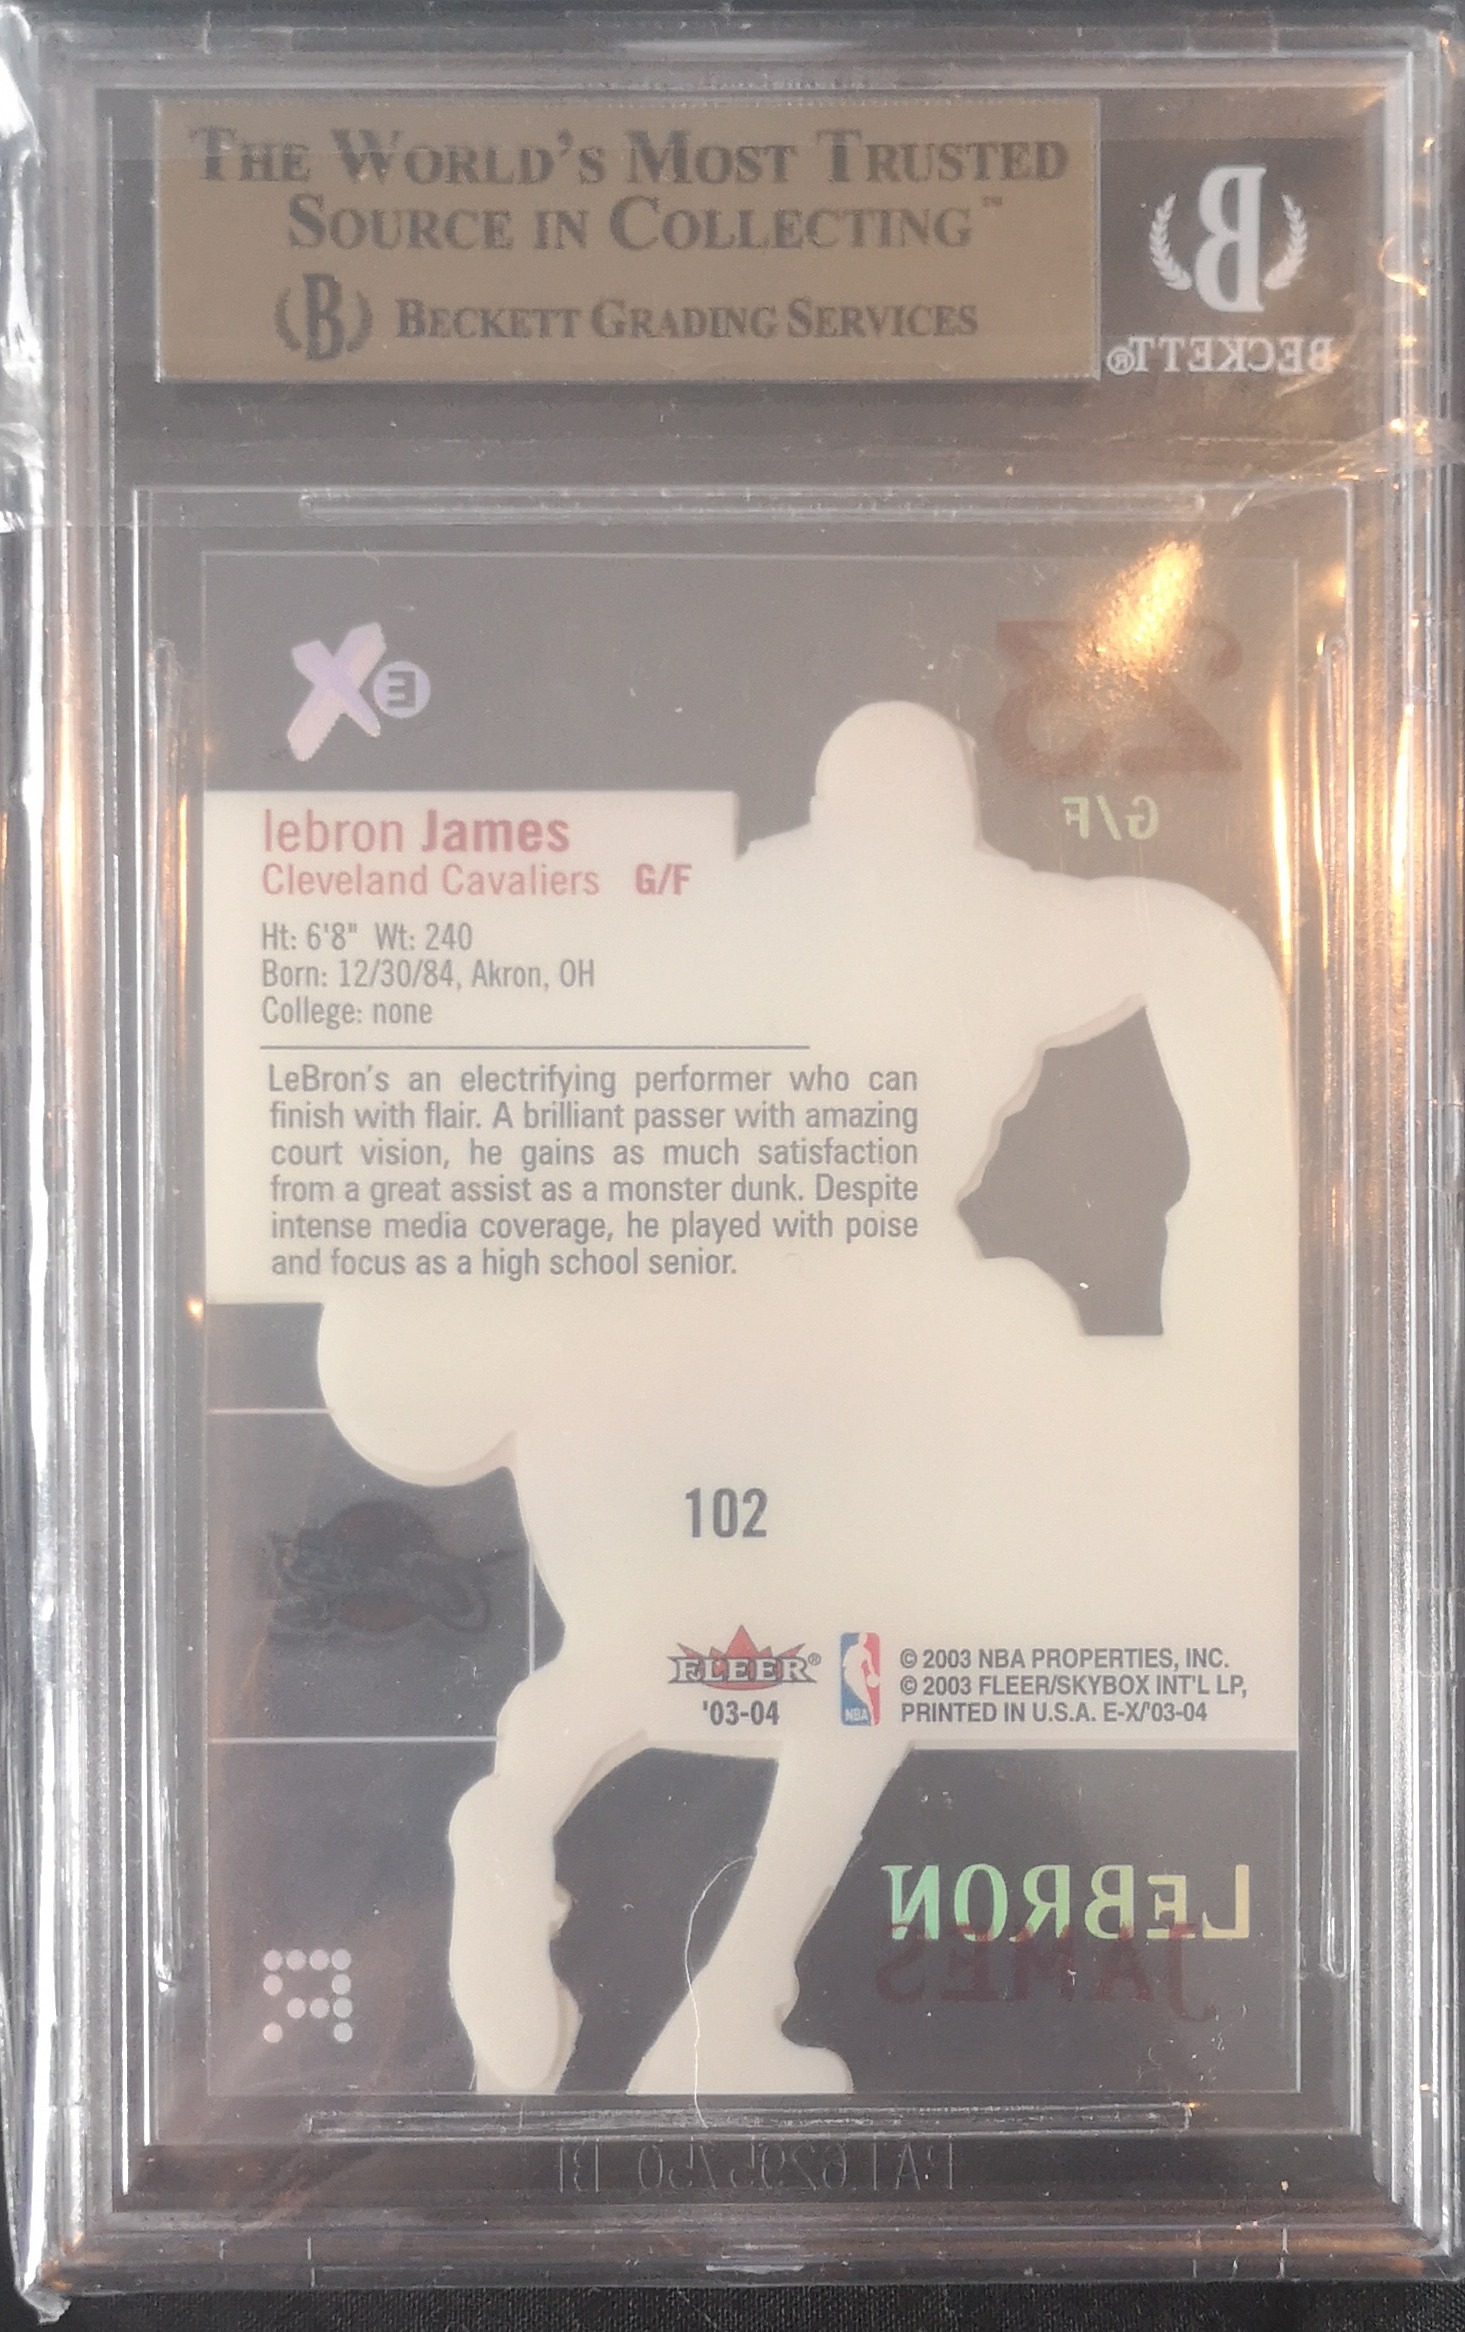 THE WORLD'S MOST TRUSTED
SOURCE IN COLLECTING™
B BECKETT GRADING SERVICES
B
BECKETT®
X E
23
G/F
lebron James
Cleveland Cavaliers G/F
Ht: 6'8" Wt: 240
Born: 12/30/84, Akron, OH
College: none
LeBron's an electrifying performer who can
finish with flair. A brilliant passer with amazing
court vision, he gains as much satisfaction
from a great assist as a monster dunk. Despite
intense media coverage, he played with poise
and focus as a high school senior.
102
FLEER®
'03-04
NBA
© 2003 NBA PROPERTIES, INC.
© 2003 FLEER/SKYBOX INT'L LP,
PRINTED IN U.S.A. E-X/'03-04
LEBRON
JAMES
R